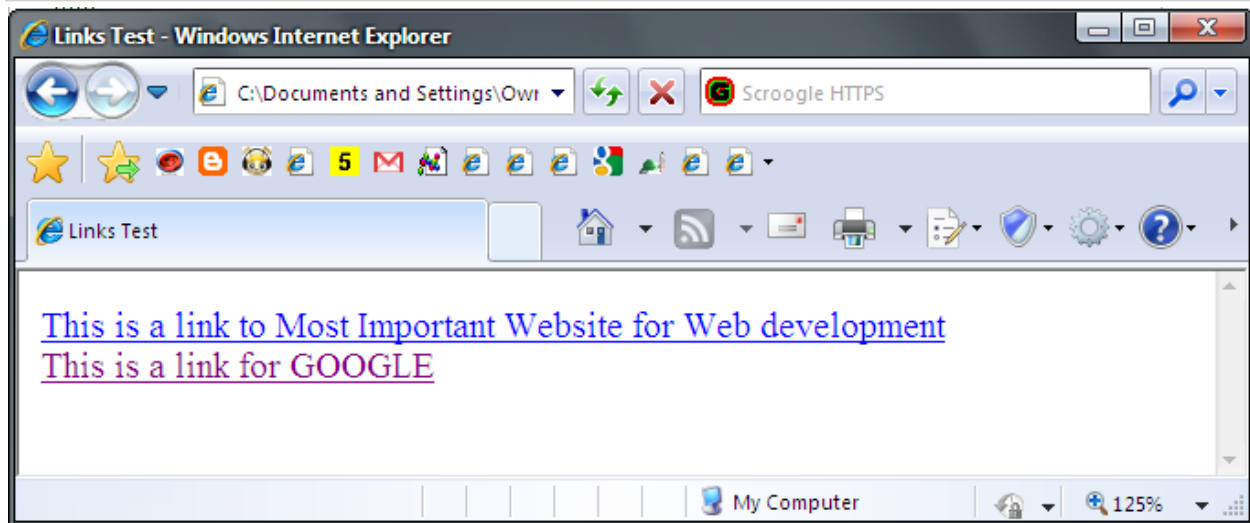 Links Test - Windows Internet Explorer
C:\Documents and Settings\Owr
G Scroogle HTTPS
5
Links Test
This is a link to Most Important Website for Web development
This is a link for GOOGLE
My Computer
125%